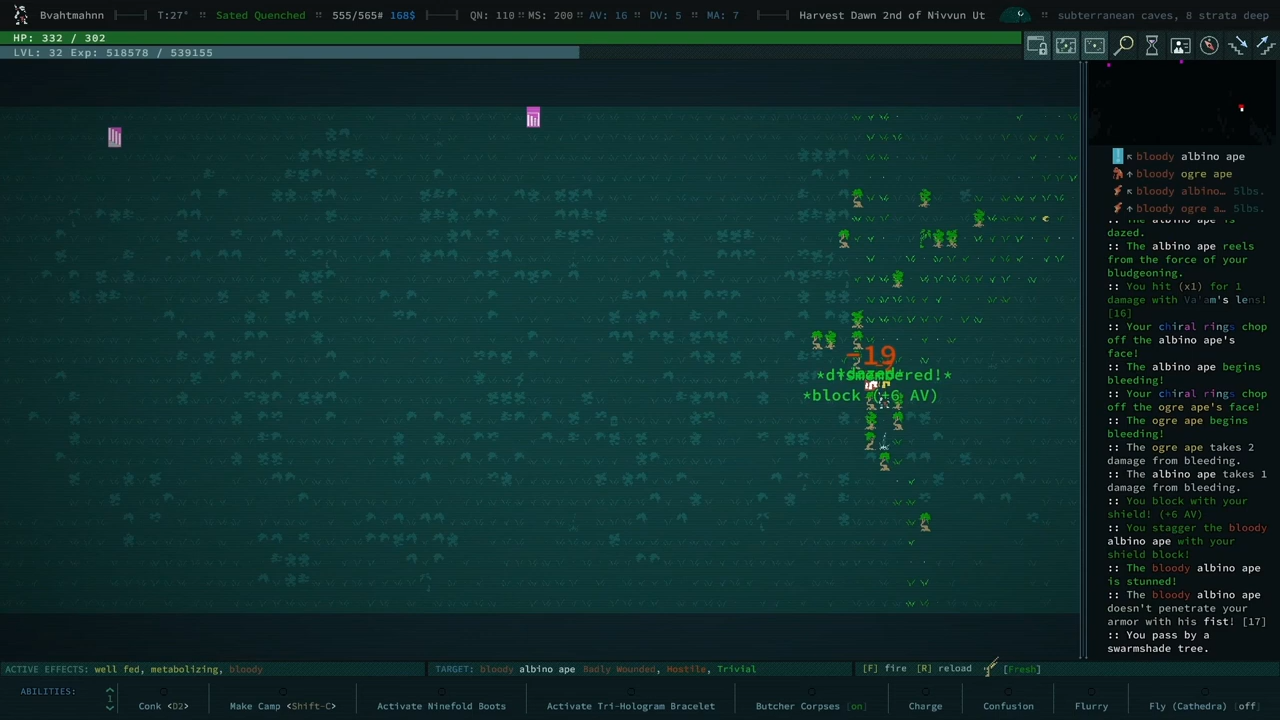 Bvahtmahn T:27° Sated Quenched 555/565# 168$ QN: 110 MS: 200 AV: 16 DV: 5 MA: 7 Harvest Dawn 2nd of Nivvun Ut subterranean caves, 8 strata deep
HP: 332 / 302
LVL: 32 Exp: 518578 / 539155
bloody albino ape
bloody ogre ape
bloody albino… 5lbs.
bloody ogre a… 5lbs.
:: The albino ape is
dazed.
:: The albino ape reels
from the force of your
bludgeoning.
:: You hit (x1) for 1
damage with Va'am's lens!
[16]
:: Your chiral rings chop
off the albino ape's
face!
:: The albino ape begins
bleeding!
:: Your chiral rings chop
off the ogre ape's face!
:: The ogre ape begins
bleeding!
:: The ogre ape takes 2
damage from bleeding.
:: The albino ape takes 1
damage from bleeding.
:: You block with your
shield! (+6 AV)
:: You stagger the bloody
albino ape with your
shield block!
:: The bloody albino ape
is stunned!
:: The bloody albino ape
doesn't penetrate your
armor with his fist! [17]
:: You pass by a
swarmshade tree.
-19
*dismembered!*
*block (+6 AV)
ACTIVE EFFECTS: well fed, metabolizing, bloody
TARGET: bloody albino ape Badly Wounded, Hostile, Trivial
[F] fire [R] reload [Fresh]
ABILITIES: 1 Conk <D2> Make Camp <Shift-C> Activate Ninefold Boots Activate Tri-Hologram Bracelet Butcher Corpses [on] Charge Confusion Flurry Fly (Cathedra) [off